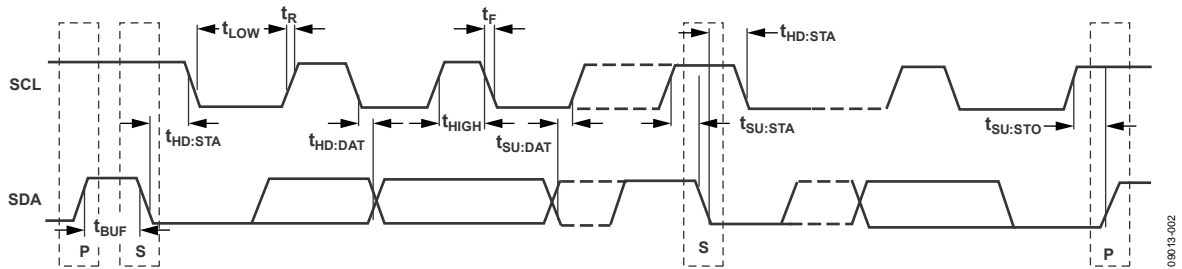 tLOW
tR
tF
tHD:STA
SCL
tHD:STA
tHD:DAT
tHIGH
tSU:DAT
tSU:STA
tSU:STO
SDA
tBUF
P
S
S
P
09013-002